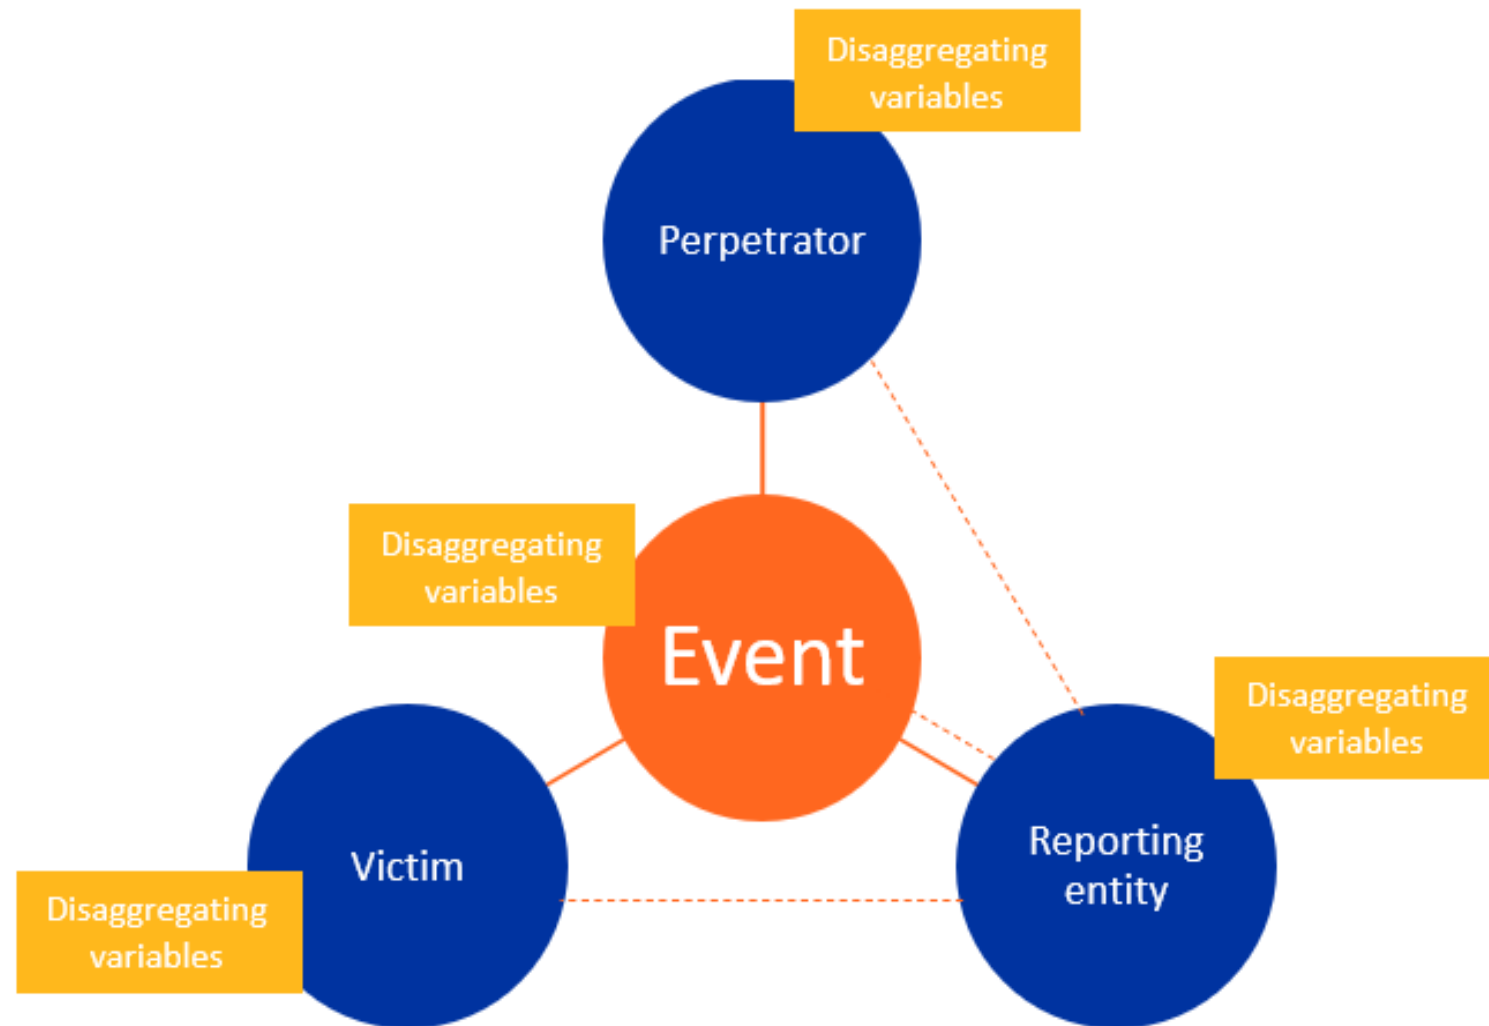 Disaggregating
variables
Perpetrator
Disaggregating
variables
Event
Disaggregating
variables
Reporting
entity
Victim
Disaggregating
variables